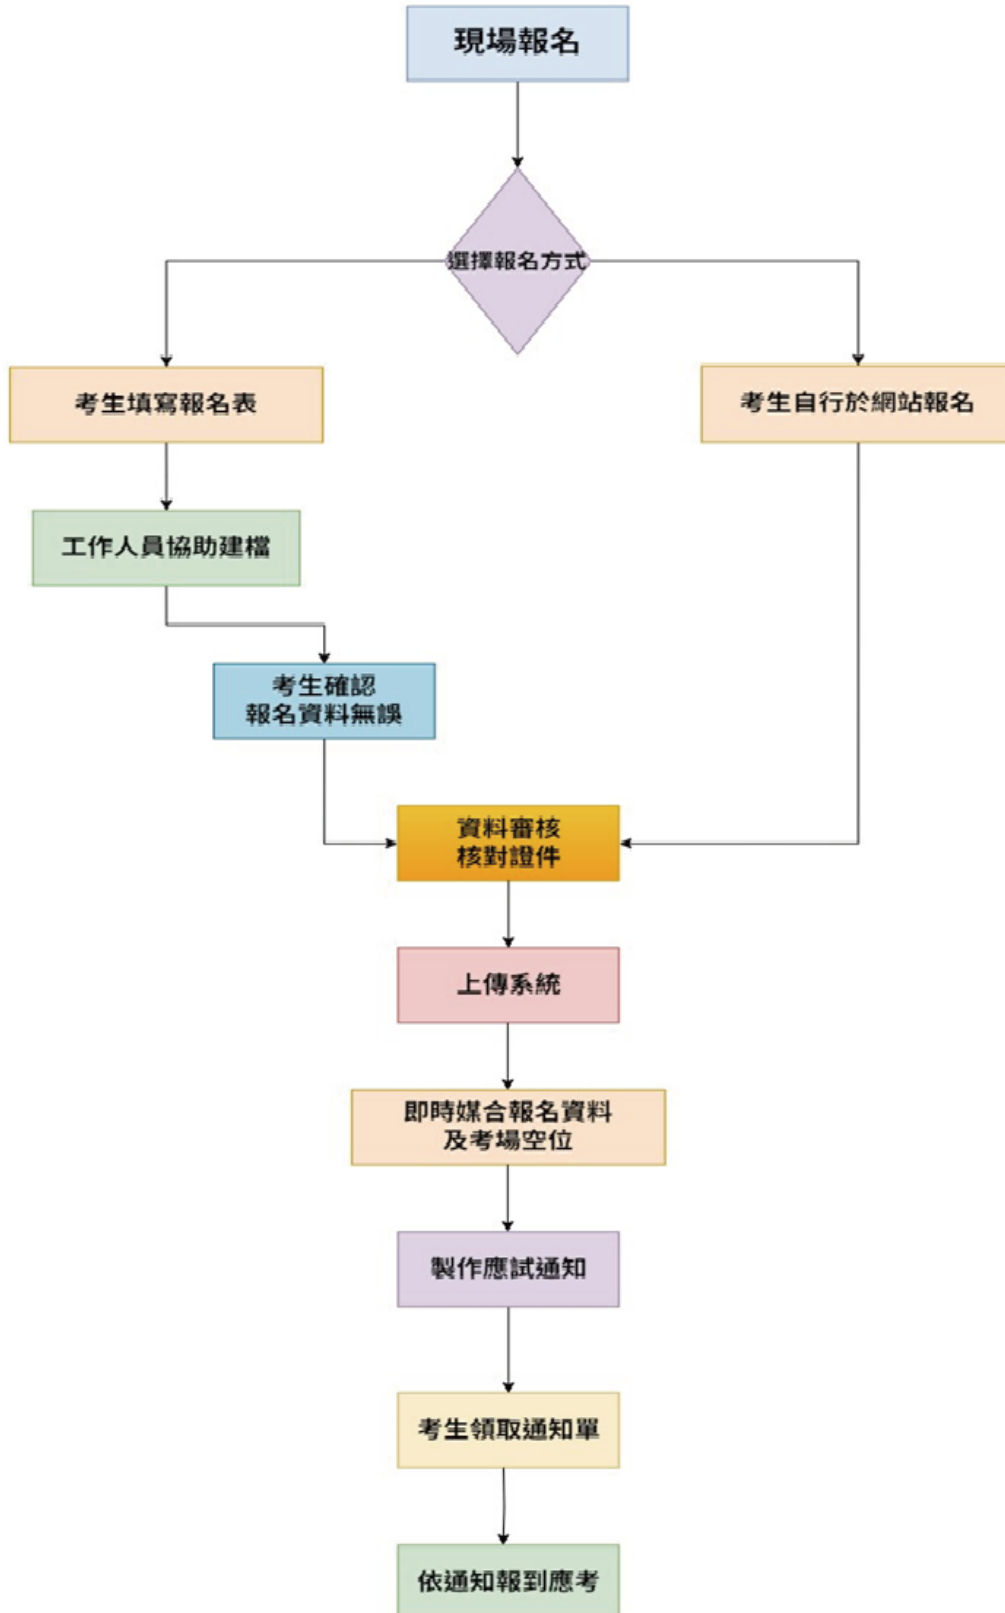 現場報名
選擇報名方式
考生填寫報名表
考生自行於網站報名
工作人員協助建檔
考生確認
報名資料無誤
資料審核
核對證件
上傳系統
即時媒合報名資料
及考場空位
製作應試通知
考生領取通知單
依通知報到應考